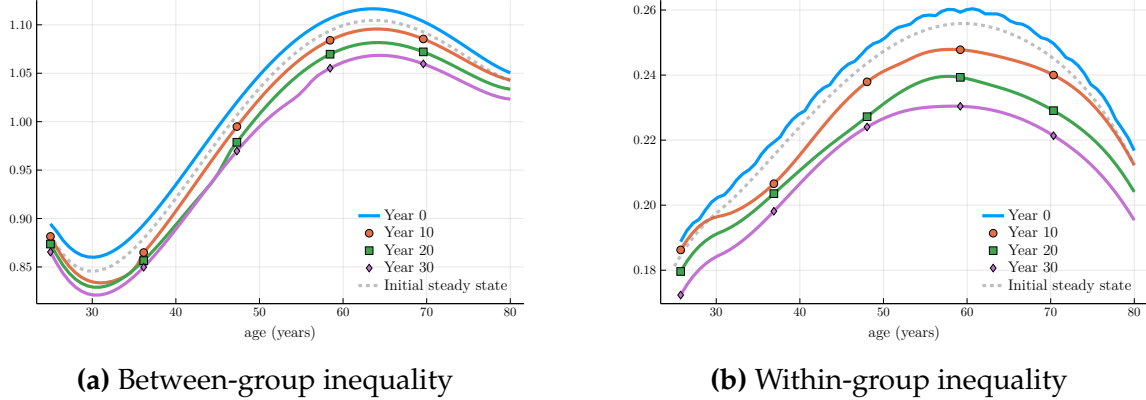 1.10
1.05
1.00
0.95
0.90
0.85
30
40
50
60
70
80
age (years)
Year 0
Year 10
Year 20
Year 30
Initial steady state
(a) Between-group inequality
0.26
0.24
0.22
0.20
0.18
30
40
50
60
70
80
age (years)
Year 0
Year 10
Year 20
Year 30
Initial steady state
(b) Within-group inequality